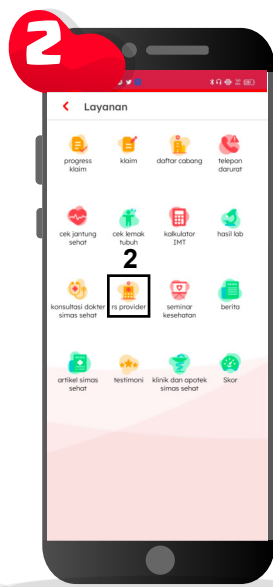 2
Layanan
progress
klaim
klaim
daftar cabang
telepon
darurat
cek jantung
sehat
cek lemak
tubuh
kalkulator
IMT
hasil lab
2
konsultasi dokter
simas sehat
rs provider
seminar
kesehatan
berita
artikel simas
sehat
testimoni
klinik dan apotek
simas sehat
Skor